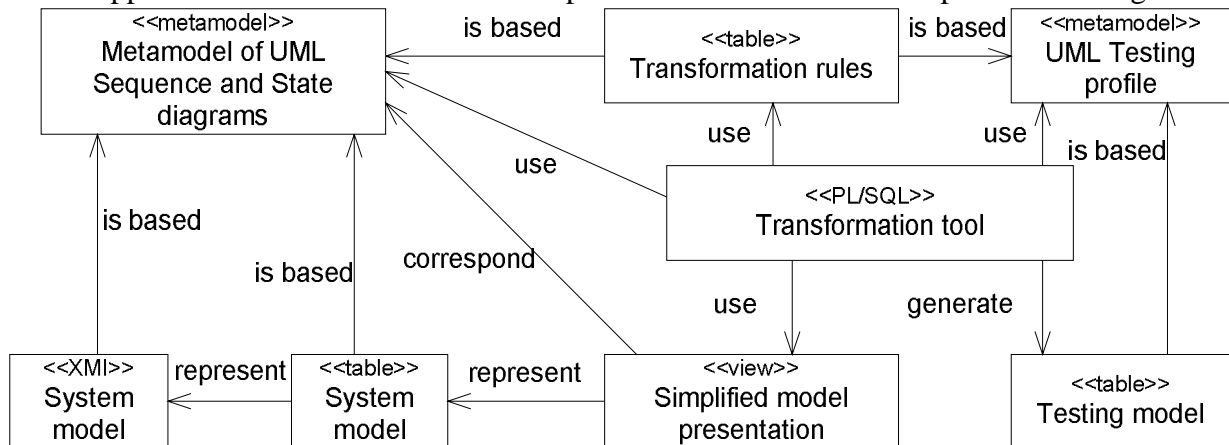 <<metamodel>>
Metamodel of UML
Sequence and State
diagrams
is based
<<table>>
Transformation rules
is based
<<metamodel>>
UML Testing
profile
use
use
use
is based
<<PL/SQL>>
Transformation tool
is based
is based
correspond
use
generate
<<XMI>>
System
model
represent
<<table>>
System
model
represent
<<view>>
Simplified model
presentation
<<table>>
Testing model